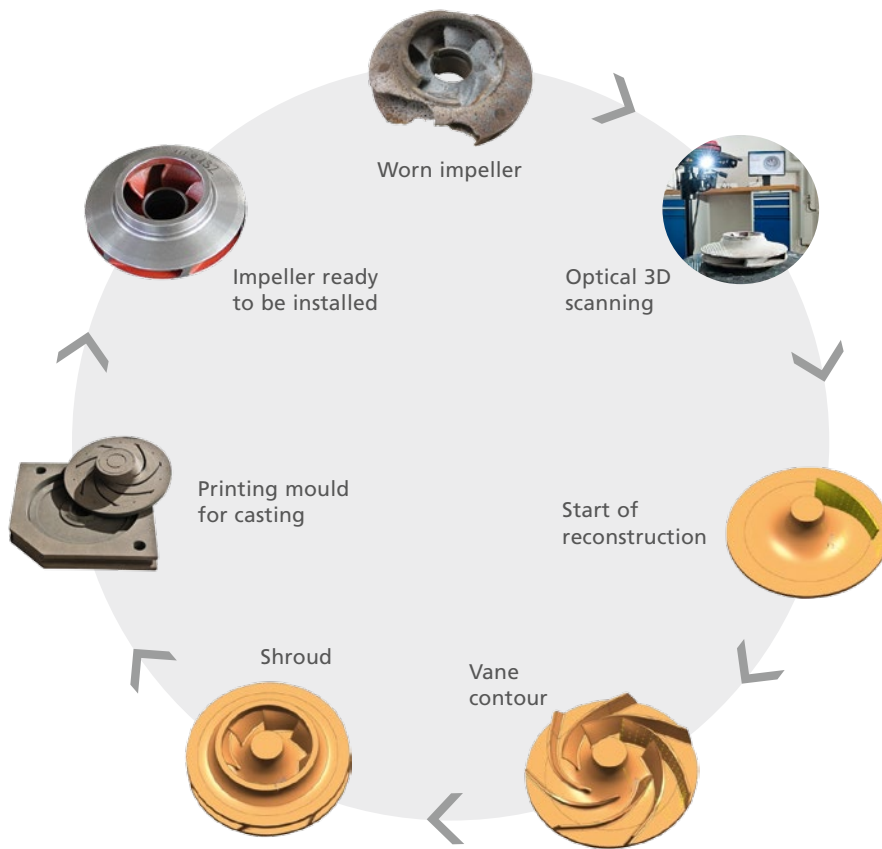 Worn impeller
Optical 3D
scanning
Start of
reconstruction
Vane
contour
Shroud
Printing mould
for casting
Impeller ready
to be installed